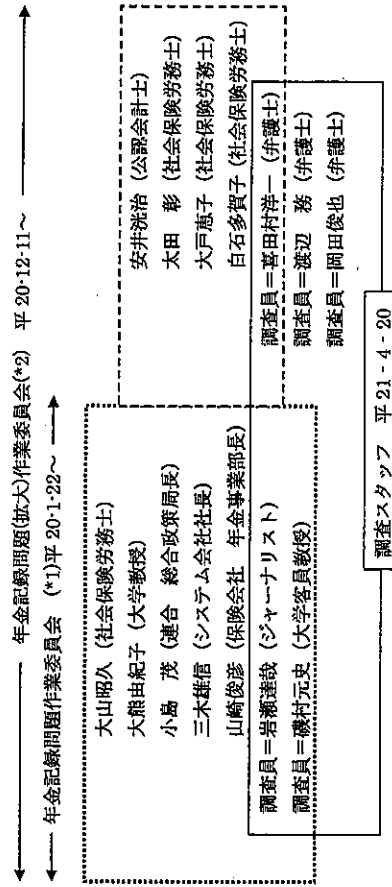 年金記録問題(拡大)作業委員会(*2) 平 20·12·11～
年金記録問題作業委員会 (*1)平 20·1·22～
大山昭久 (社会保険労務士)
大熊由紀子 (大学教授)
小島 茂 (連合 総合政策局長)
三木雄信 (システム会社社長)
山崎俊彦 (保険会社 年金事業部長)
調査員=岩瀬達哉 (ジャーナリスト)
調査員=磯村元史 (大学客員教授)
安井洸治 (公認会計士)
太田 彰 (社会保険労務士)
大戸恵子 (社会保険労務士)
白石多賀子 (社会保険労務士)
調査員=喜田村洋一 (弁護士)
調査員=渡辺 務 (弁護士)
調査員=岡田俊也 (弁護士)
調査スタッフ 平 21 - 4 - 20